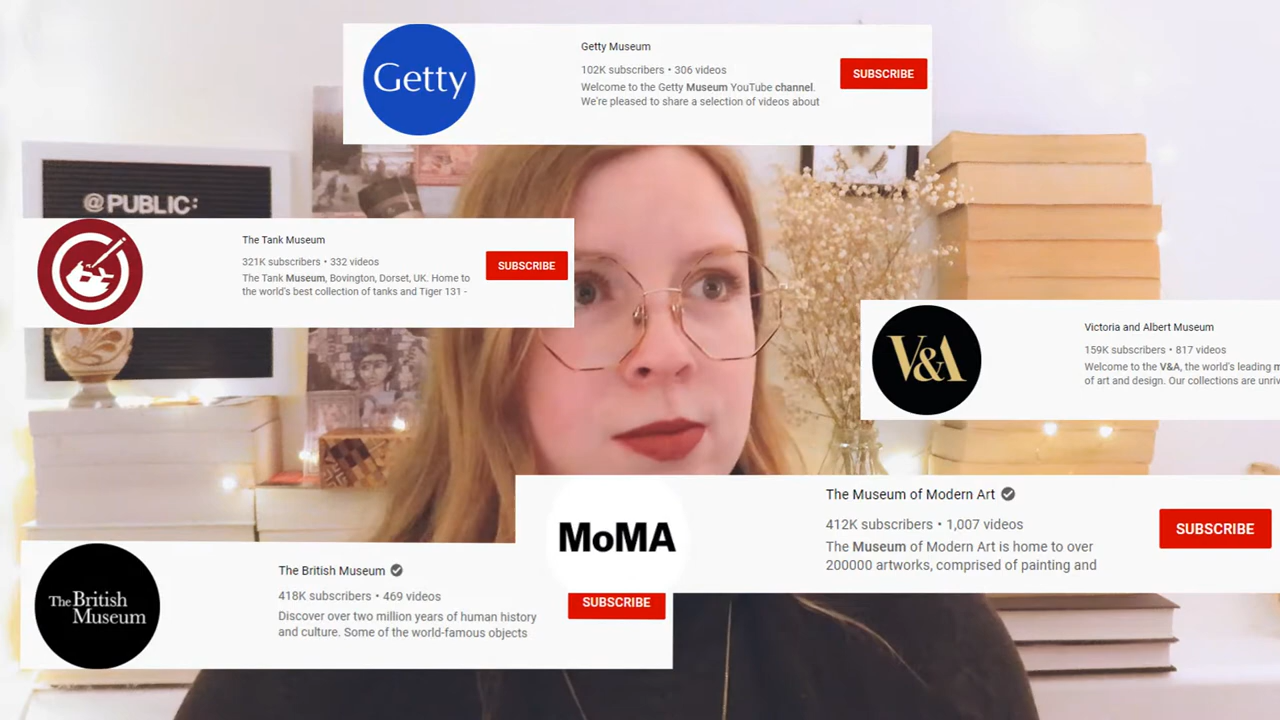 Getty
Getty Museum
102K subscribers • 306 videos
Welcome to the Getty Museum YouTube channel.
We're pleased to share a selection of videos about
SUBSCRIBE
@PUBLIC:
The Tank Museum
321K subscribers • 332 videos
The Tank Museum, Bovington, Dorset, UK. Home to
the world's best collection of tanks and Tiger 131 -
SUBSCRIBE
V&A
Victoria and Albert Museum
159K subscribers • 817 videos
Welcome to the V&A, the world's leading
of art and design. Our collections are
MoMA
The Museum of Modern Art
412K subscribers • 1,007 videos
The Museum of Modern Art is home to over
200000 artworks, comprised of painting and
SUBSCRIBE
The British
Museum
The British Museum
418K subscribers • 469 videos
Discover over two million years of human history
and culture. Some of the world-famous objects
SUBSCRIBE